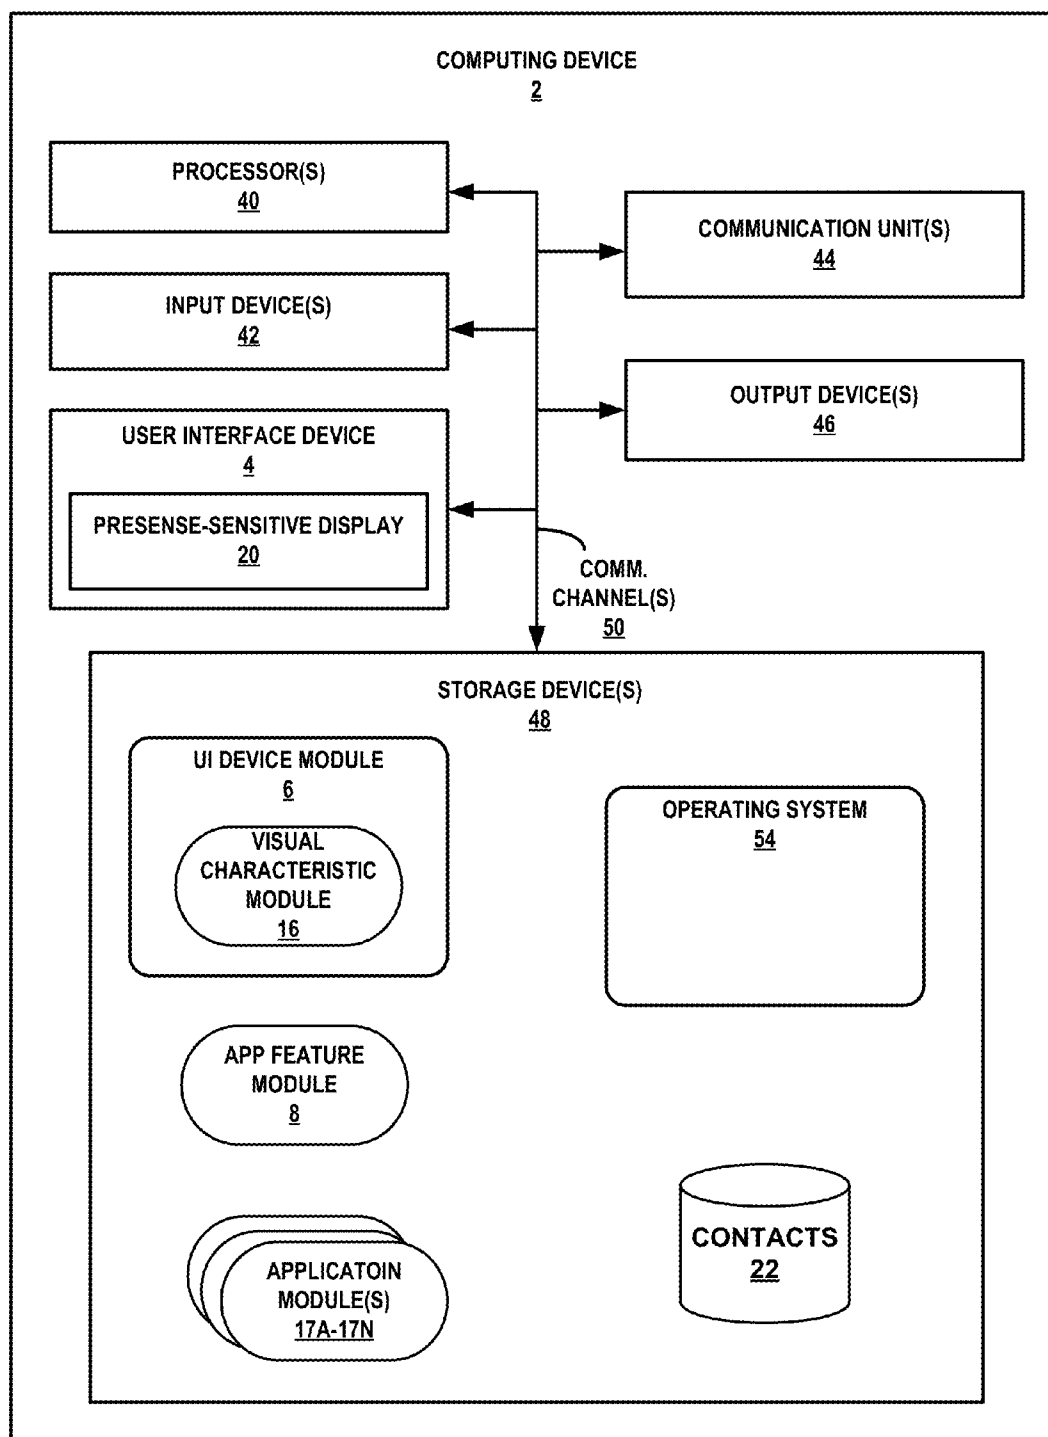 COMPUTING DEVICE
2
PROCESSOR(S)
40
COMMUNICATION UNIT(S)
44
INPUT DEVICE(S)
42
OUTPUT DEVICE(S)
46
USER INTERFACE DEVICE
4
PRESENSE-SENSITIVE DISPLAY
20
COMM.
CHANNEL(S)
50
STORAGE DEVICE(S)
48
UI DEVICE MODULE
6
VISUAL
CHARACTERISTIC
MODULE
16
OPERATING SYSTEM
54
APP FEATURE
MODULE
8
APPLICATOIN
MODULE(S)
17A-17N
CONTACTS
22